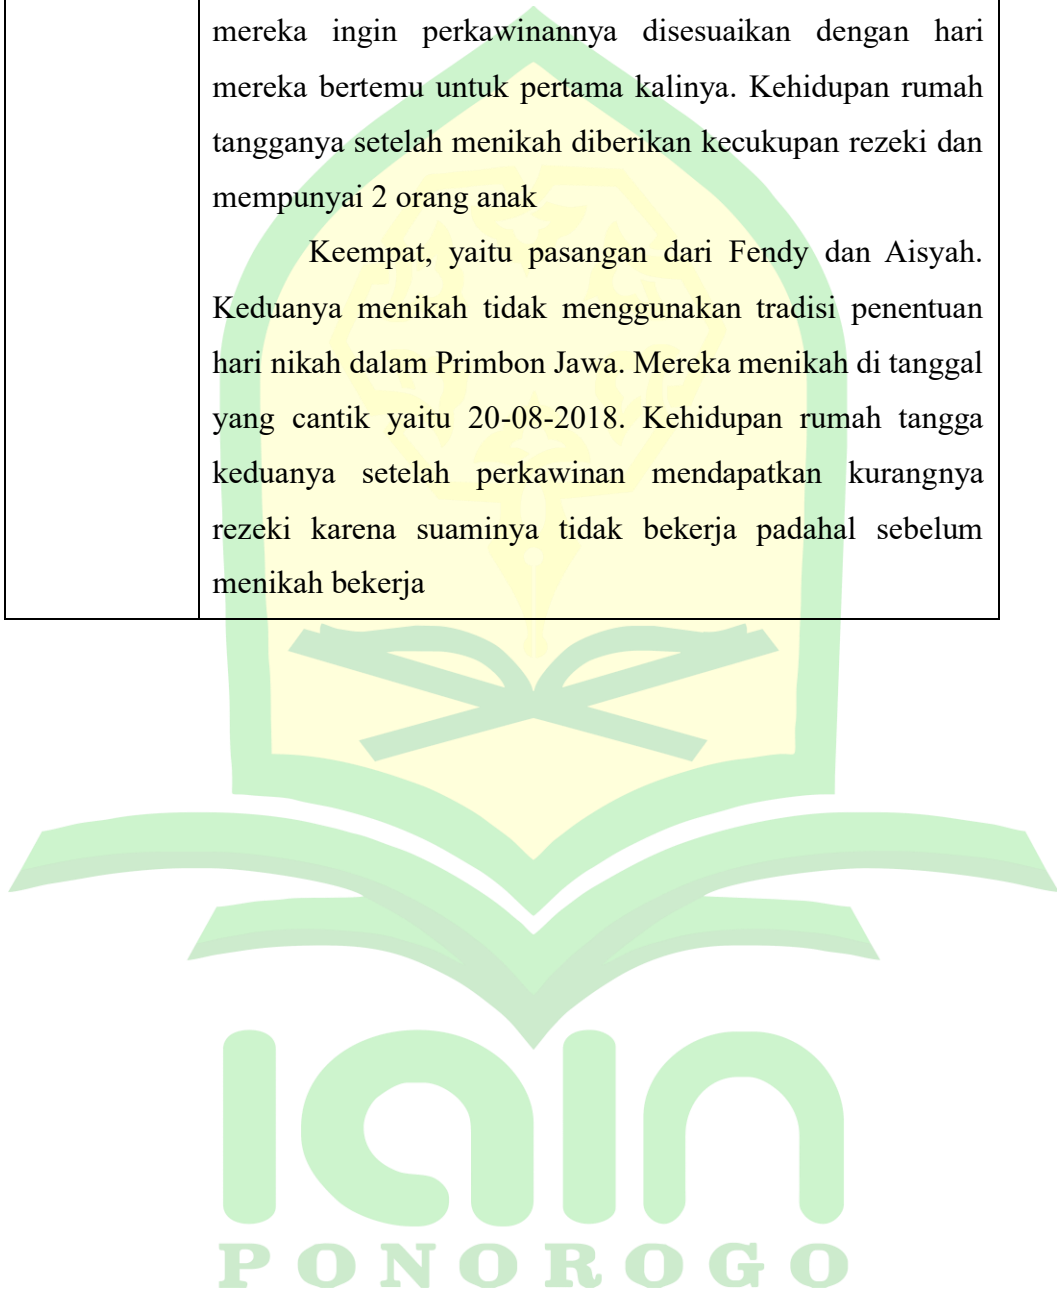 mereka ingin perkawinannya disesuaikan dengan hari
mereka bertemu untuk pertama kalinya. Kehidupan rumah
tangganya setelah menikah diberikan kecukupan rezeki dan
mempunyai 2 orang anak
Keempat, yaitu pasangan dari Fendy dan Aisyah.
Keduanya menikah tidak menggunakan tradisi penentuan
hari nikah dalam Primbon Jawa. Mereka menikah di tanggal
yang cantik yaitu 20-08-2018. Kehidupan rumah tangga
keduanya setelah perkawinan mendapatkan kurangnya
rezeki karena suaminya tidak bekerja padahal sebelum
menikah bekerja
iain
PONOROGO